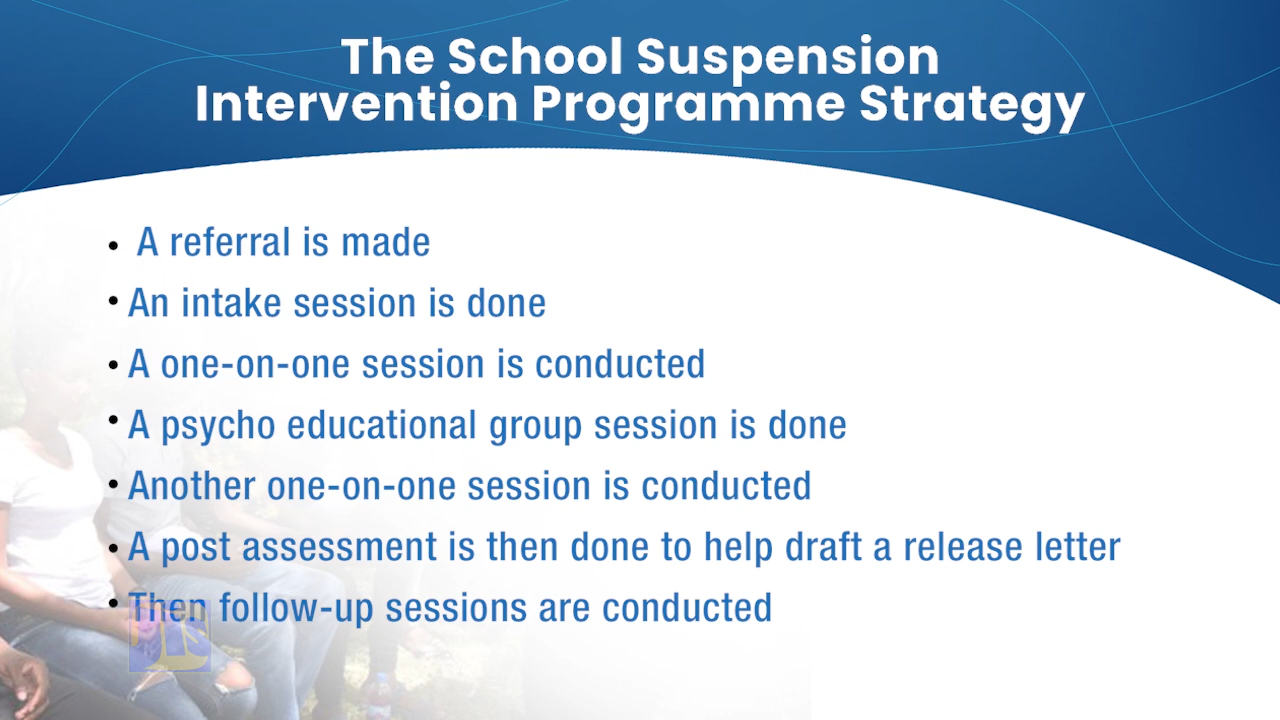 The School Suspension
Intervention Programme Strategy
• A referral is made
• An intake session is done
• A one-on-one session is conducted
• A psycho educational group session is done
• Another one-on-one session is conducted
• A post assessment is then done to help draft a release letter
• Then follow-up sessions are conducted
JIS